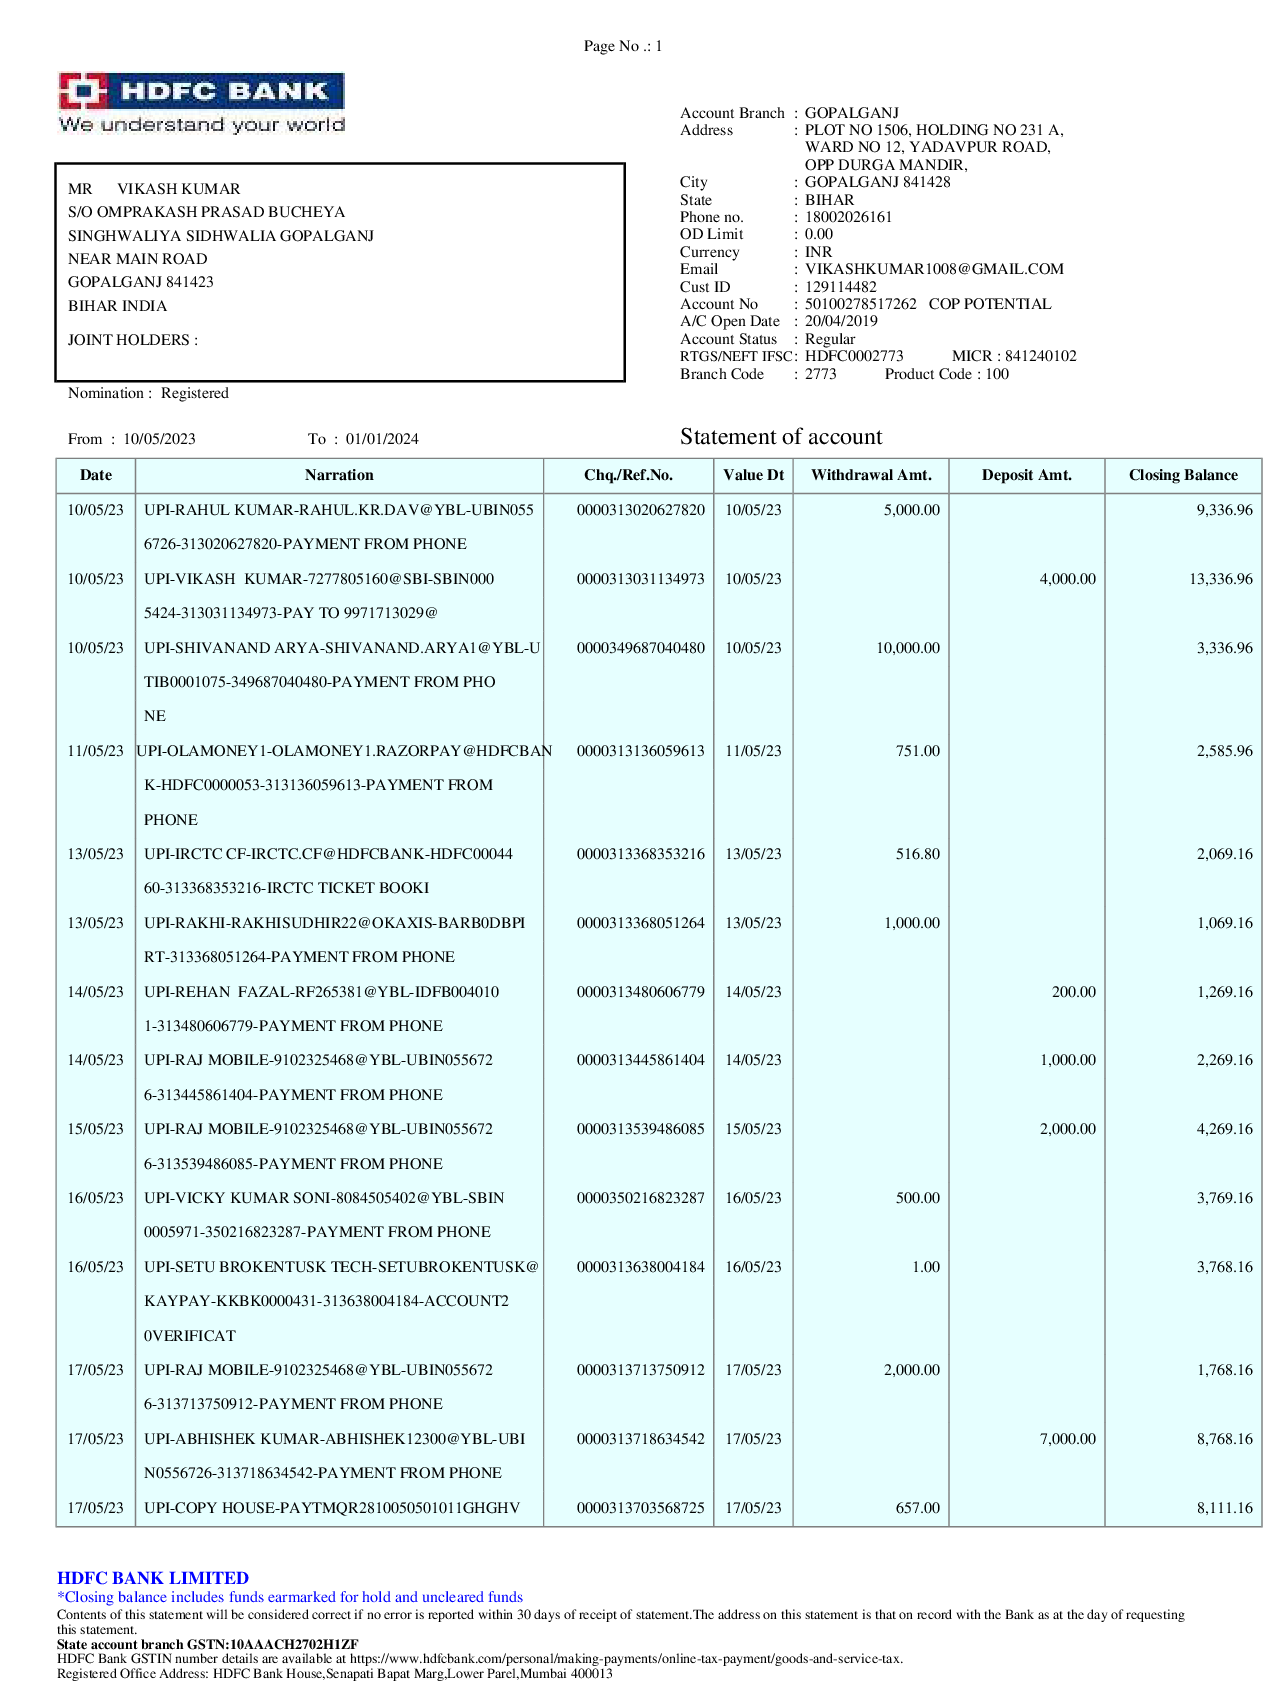 Page No .: 1
HDFC BANK
We understand your world
MR VIKASH KUMAR
S/O OMPRAKASH PRASAD BUCHEYA
SINGHWALIYA SIDHWALIA GOPALGANJ
NEAR MAIN ROAD
GOPALGANJ 841423
BIHAR INDIA
JOINT HOLDERS :
Nomination : Registered
Account Branch : GOPALGANJ
Address : PLOT NO 1506, HOLDING NO 231 A,
WARD NO 12, YADAVPUR ROAD,
OPP DURGA MANDIR,
City : GOPALGANJ 841428
State : BIHAR
Phone no. : 18002026161
OD Limit : 0.00
Currency : INR
Email : VIKASHKUMAR1008@GMAIL.COM
Cust ID : 129114482
Account No : 50100278517262 COP POTENTIAL
A/C Open Date : 20/04/2019
Account Status : Regular
RTGS/NEFT IFSC : HDFC0002773 MICR : 841240102
Branch Code : 2773 Product Code : 100
From : 10/05/2023 To : 01/01/2024 Statement of account
Date Narration Chq./Ref.No. Value Dt Withdrawal Amt. Deposit Amt. Closing Balance
10/05/23 UPI-RAHUL KUMAR-RAHUL.KR.DAV@YBL-UBIN055 0000313020627820 10/05/23 5,000.00 9,336.96
6726-313020627820-PAYMENT FROM PHONE
10/05/23 UPI-VIKASH KUMAR-7277805160@SBI-SBIN000 0000313031134973 10/05/23 4,000.00 13,336.96
5424-313031134973-PAY TO 9971713029@
10/05/23 UPI-SHIVANAND ARYA-SHIVANAND.ARYA1@YBL-U 0000349687040480 10/05/23 10,000.00 3,336.96
TIB0001075-349687040480-PAYMENT FROM PHO
NE
11/05/23 UPI-OLAMONEY1-OLAMONEY1.RAZORPAY@HDFCBAN 0000313136059613 11/05/23 751.00 2,585.96
K-HDFC0000053-313136059613-PAYMENT FROM
PHONE
13/05/23 UPI-IRCTC CF-IRCTC.CF@HDFCBANK-HDFC00044 0000313368353216 13/05/23 516.80 2,069.16
60-313368353216-IRCTC TICKET BOOKI
13/05/23 UPI-RAKHI-RAKHISUDHIR22@OKAXIS-BARB0DBPI 0000313368051264 13/05/23 1,000.00 1,069.16
RT-313368051264-PAYMENT FROM PHONE
14/05/23 UPI-REHAN FAZAL-RF265381@YBL-IDFB004010 0000313480606779 14/05/23 200.00 1,269.16
1-313480606779-PAYMENT FROM PHONE
14/05/23 UPI-RAJ MOBILE-9102325468@YBL-UBIN055672 0000313445861404 14/05/23 1,000.00 2,269.16
6-313445861404-PAYMENT FROM PHONE
15/05/23 UPI-RAJ MOBILE-9102325468@YBL-UBIN055672 0000313539486085 15/05/23 2,000.00 4,269.16
6-313539486085-PAYMENT FROM PHONE
16/05/23 UPI-VICKY KUMAR SONI-8084505402@YBL-SBIN 0000350216823287 16/05/23 500.00 3,769.16
0005971-350216823287-PAYMENT FROM PHONE
16/05/23 UPI-SETU BROKENTUSK TECH-SETUBROKENTUSK@ 0000313638004184 16/05/23 1.00 3,768.16
KAYPAY-KKBK0000431-313638004184-ACCOUNT2
0VERIFICAT
17/05/23 UPI-RAJ MOBILE-9102325468@YBL-UBIN055672 0000313713750912 17/05/23 2,000.00 1,768.16
6-313713750912-PAYMENT FROM PHONE
17/05/23 UPI-ABHISHEK KUMAR-ABHISHEK12300@YBL-UBI 0000313718634542 17/05/23 7,000.00 8,768.16
N0556726-313718634542-PAYMENT FROM PHONE
17/05/23 UPI-COPY HOUSE-PAYTMQR2810050501011GHGHV 0000313703568725 17/05/23 657.00 8,111.16
HDFC BANK LIMITED
*Closing balance includes funds earmarked for hold and uncleared funds
Contents of this statement will be considered correct if no error is reported within 30 days of receipt of statement.The address on this statement is that on record with the Bank as at the day of requesting
this statement.
State account branch GSTN:10AAACH2702H1ZF
HDFC Bank GSTIN number details are available at https://www.hdfcbank.com/personal/making-payments/online-tax-payment/goods-and-service-tax.
Registered Office Address: HDFC Bank House,Senapati Bapat Marg,Lower Parel,Mumbai 400013